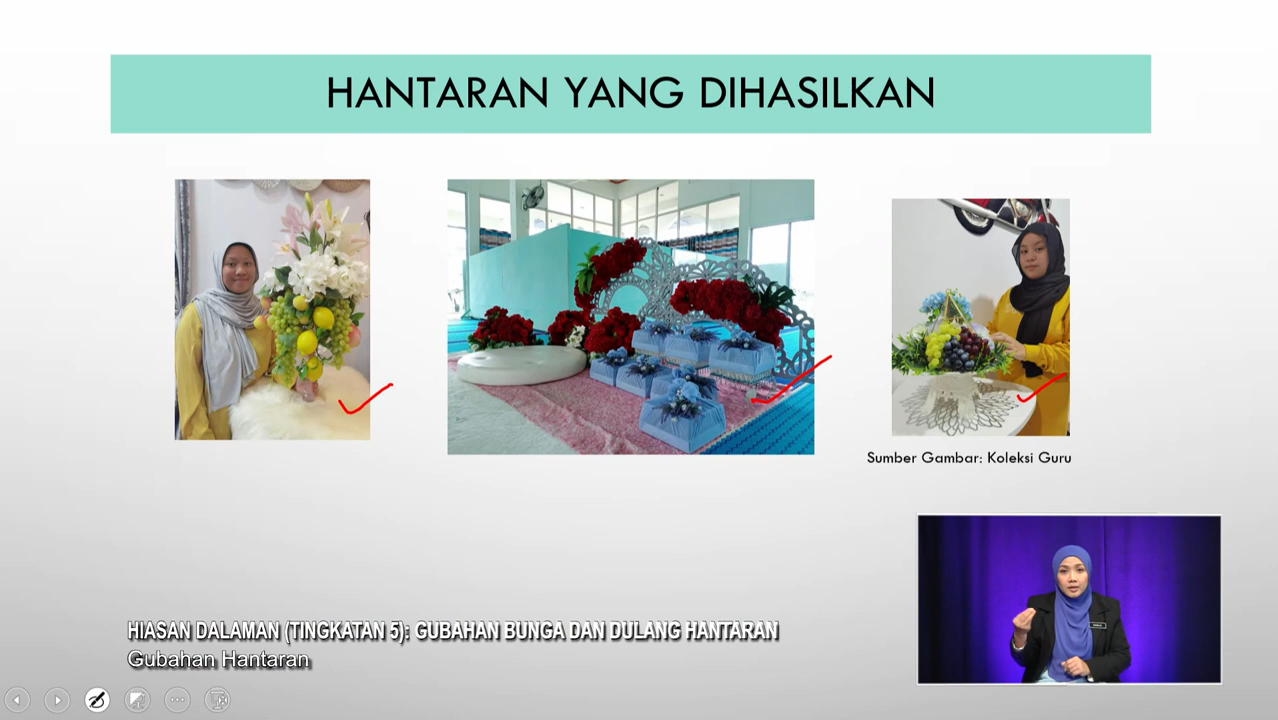 HANTARAN YANG DIHASILKAN
Sumber Gambar: Koleksi Guru
HIASAN DALAMAN (TINGKATAN 5): GUBAHAN BUNGA DAN DULANG HANTARAN
Gubahan Hantaran